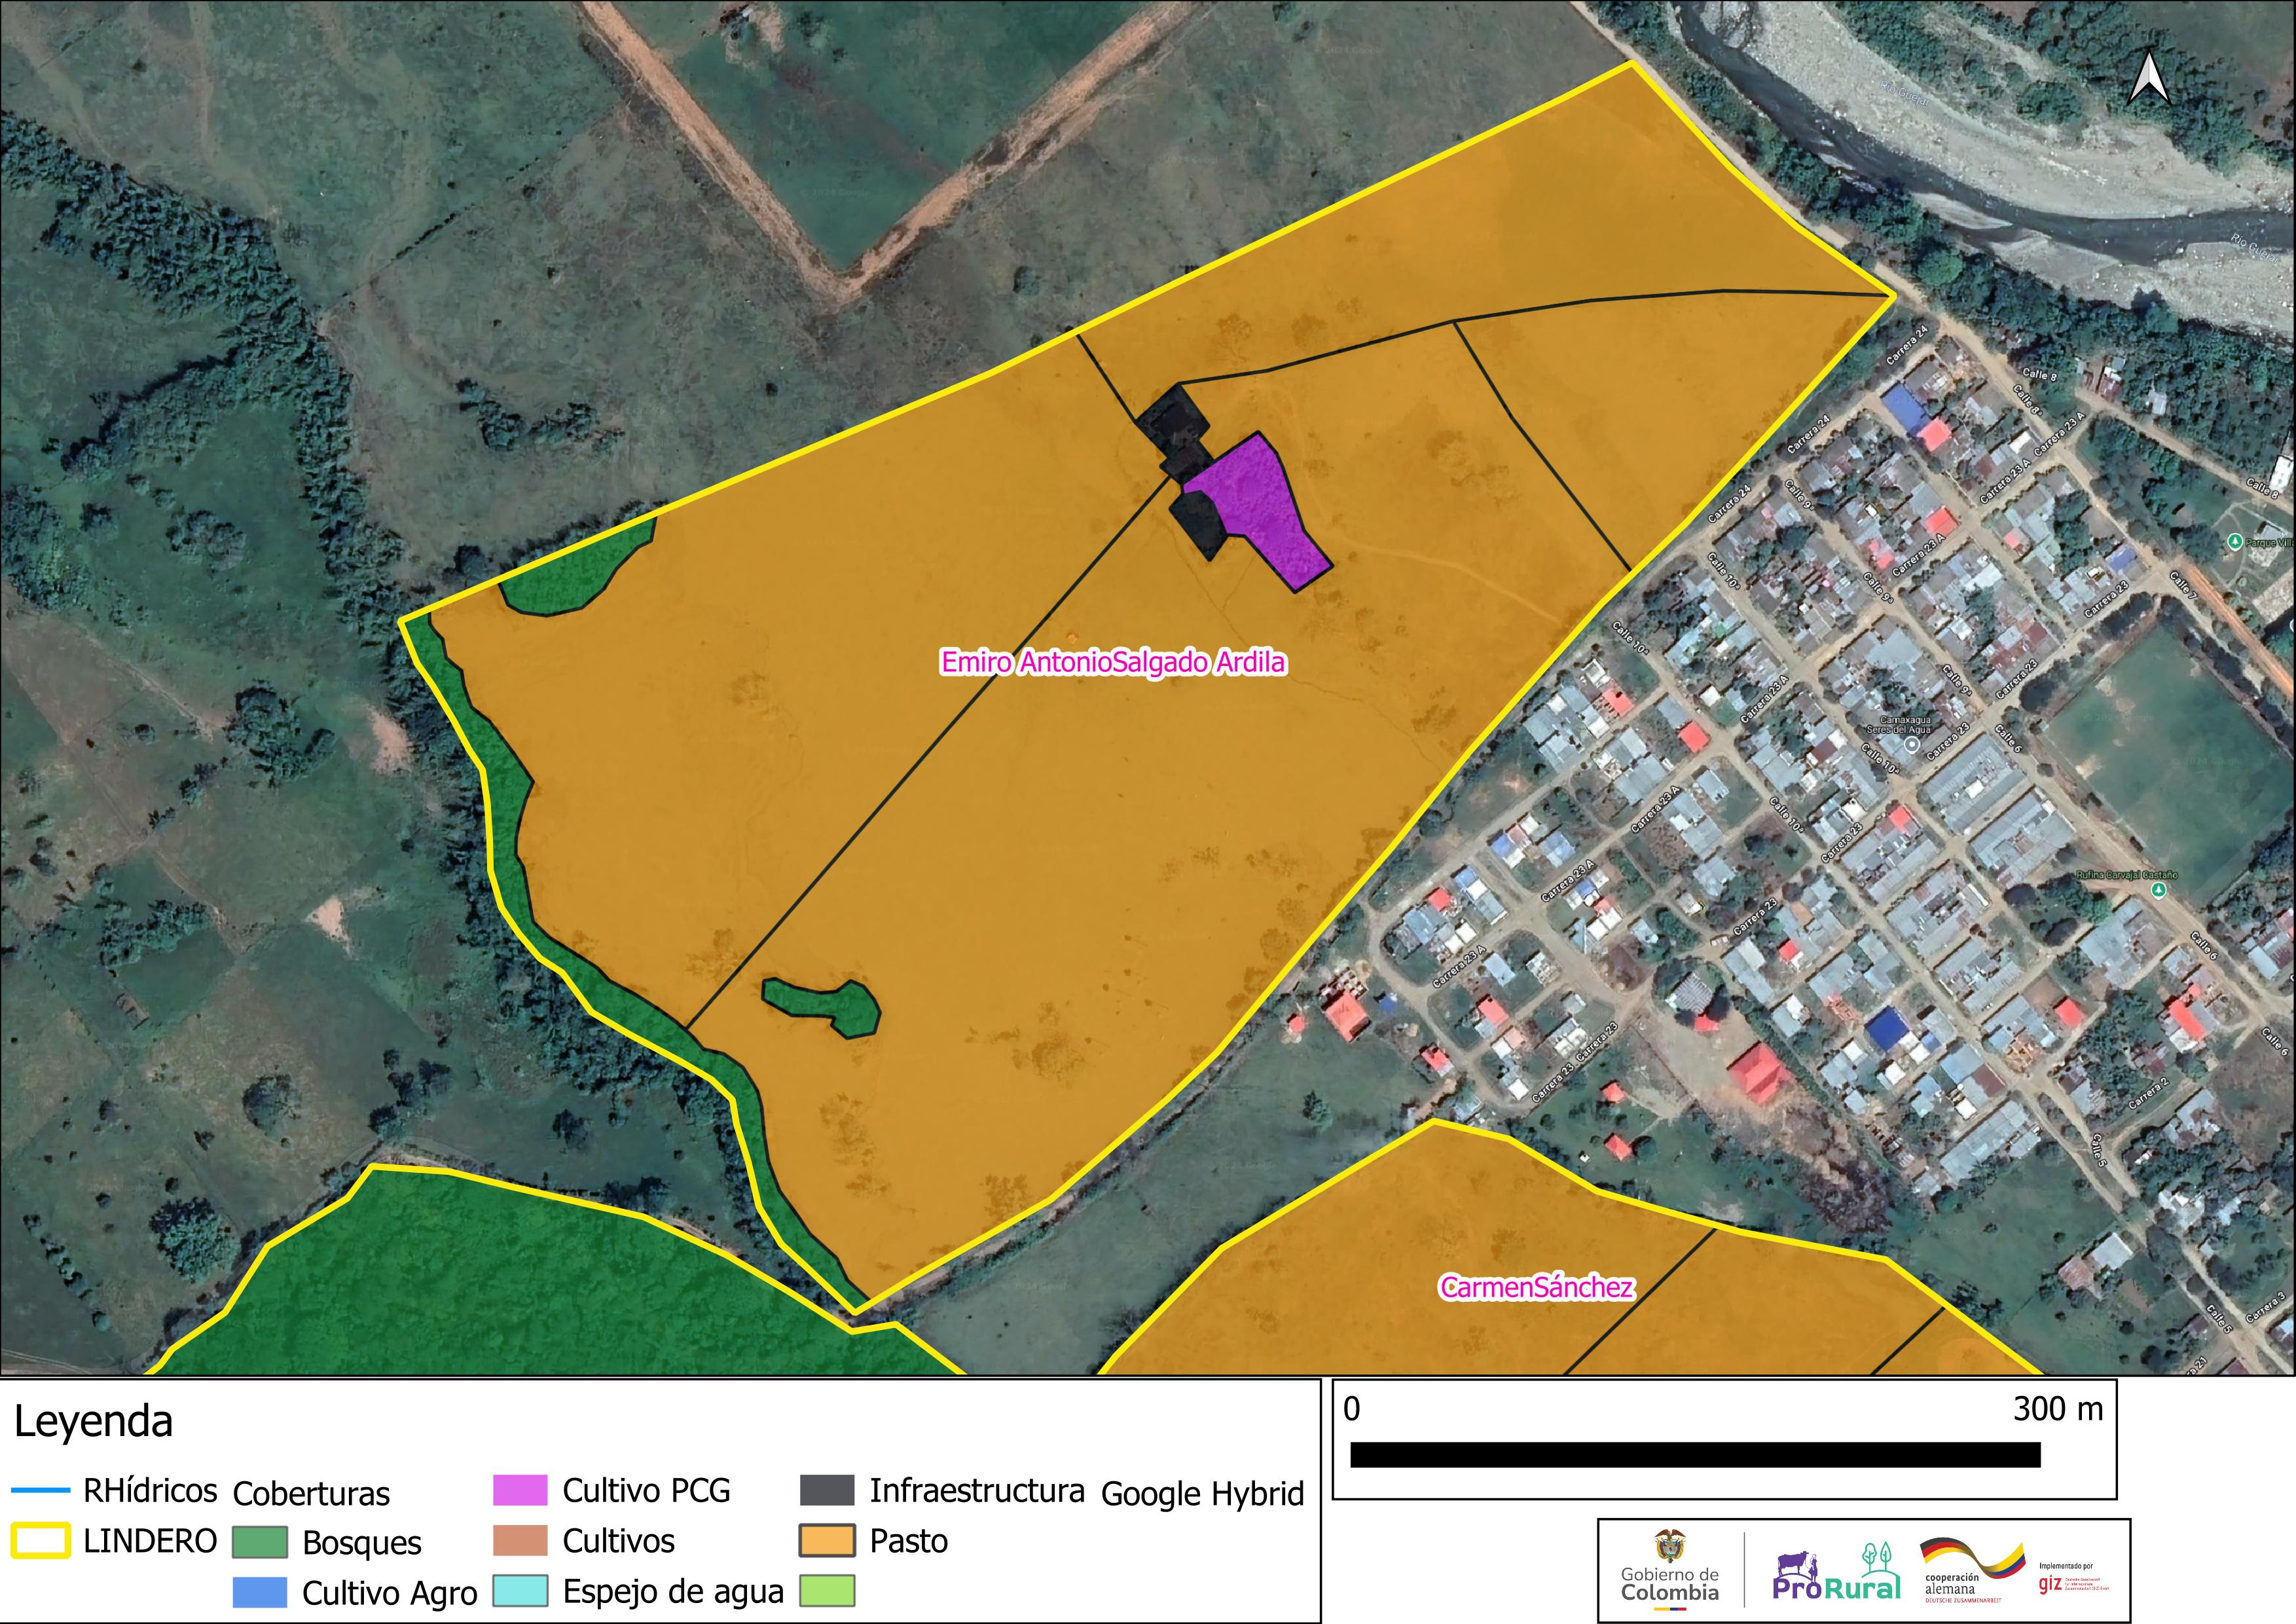 Río Guejar
Río Guejar
Carrera 24
Calle 8
Calle 8ª
Carrera 24
Carrera 23 A
Carrera 23 A
Calle 8
Carrera 24
Calle 9ª
Parque Villa
Carrera 23 A
Calle 10ª
Calle 9ª
Calle 7
Carrera 23
Calle 10ª
Emiro AntonioSalgado Ardila
Carrera 23
Calle 9ª
Carrera 23 A
Camaxagua
Seres del Agua
Carrera 23
Calle 6
Calle 10ª
Carrera 23 A
Calle 10ª
Carrera 23
Carrera 23 A
Rufina Carvajal Castaño
Carrera 23
Calle 6
Carrera 23 A
Carrera 23
Calle 6
Carrera 23
Carrera 2
Calle 5
CarmenSánchez
Calle 5
Carrera 3
ra 21
Leyenda
RHídricos
LINDERO
Coberturas
Bosques
Cultivo Agro
Cultivo PCG
Cultivos
Espejo de agua
Infraestructura
Pasto
Google Hybrid
0
300 m
Gobierno de
Colombia
ProRural
cooperación
alemana
DEUTSCHE ZUSAMMENARBEIT
Implementado por
giz